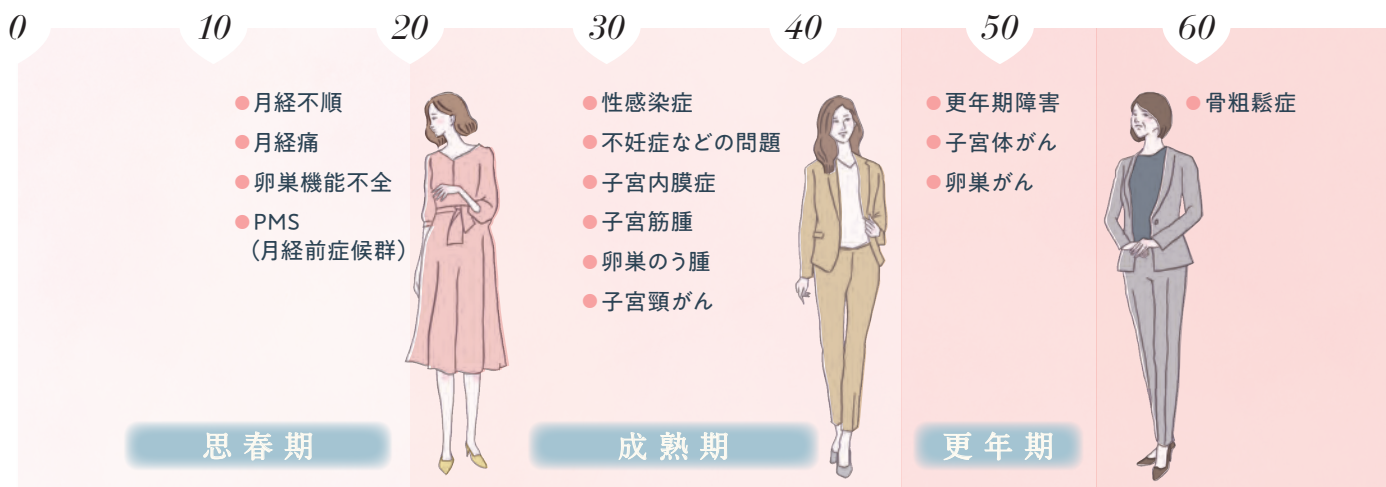 0
10
20
30
40
50
60
月経不順
月経痛
卵巣機能不全
PMS
(月経前症候群)
性感染症
不妊症などの問題
子宮内膜症
子宮筋腫
卵巣のう腫
子宮頸がん
更年期障害
子宮体がん
卵巣がん
骨粗鬆症
思春期
成熟期
更年期